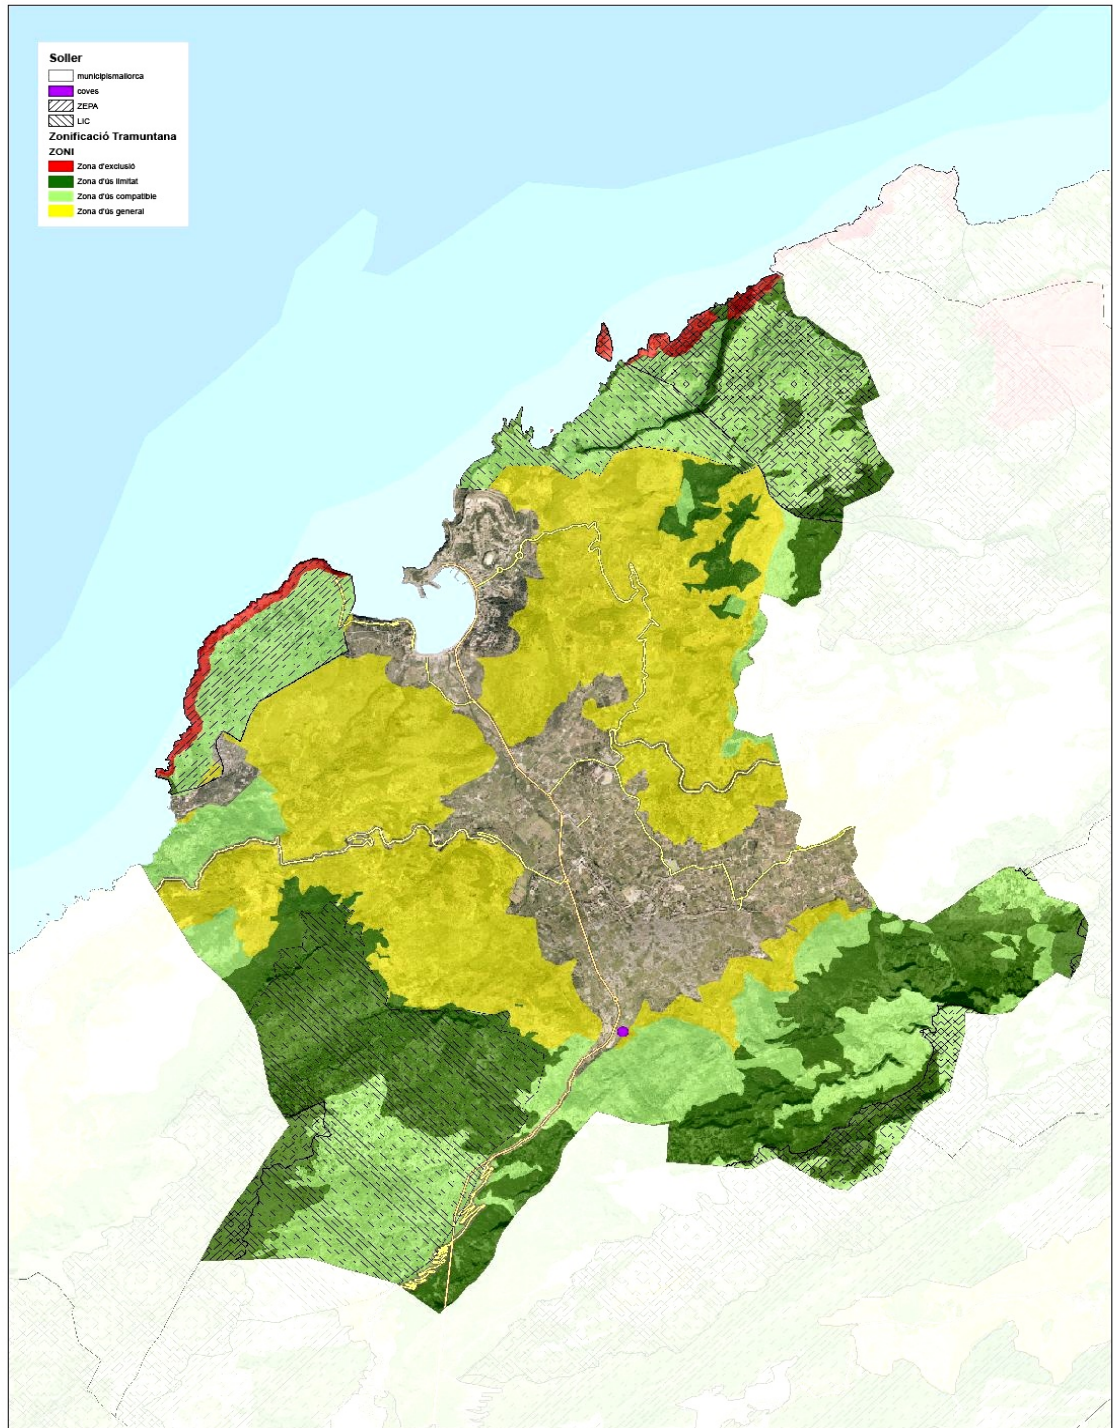 Soller
municipismallorca
coves
ZEPA
LIC
Zonificació Tramuntana
ZONI
Zona d'exclusió
Zona d'ús limitat
Zona d'ús compatible
Zona d'ús general